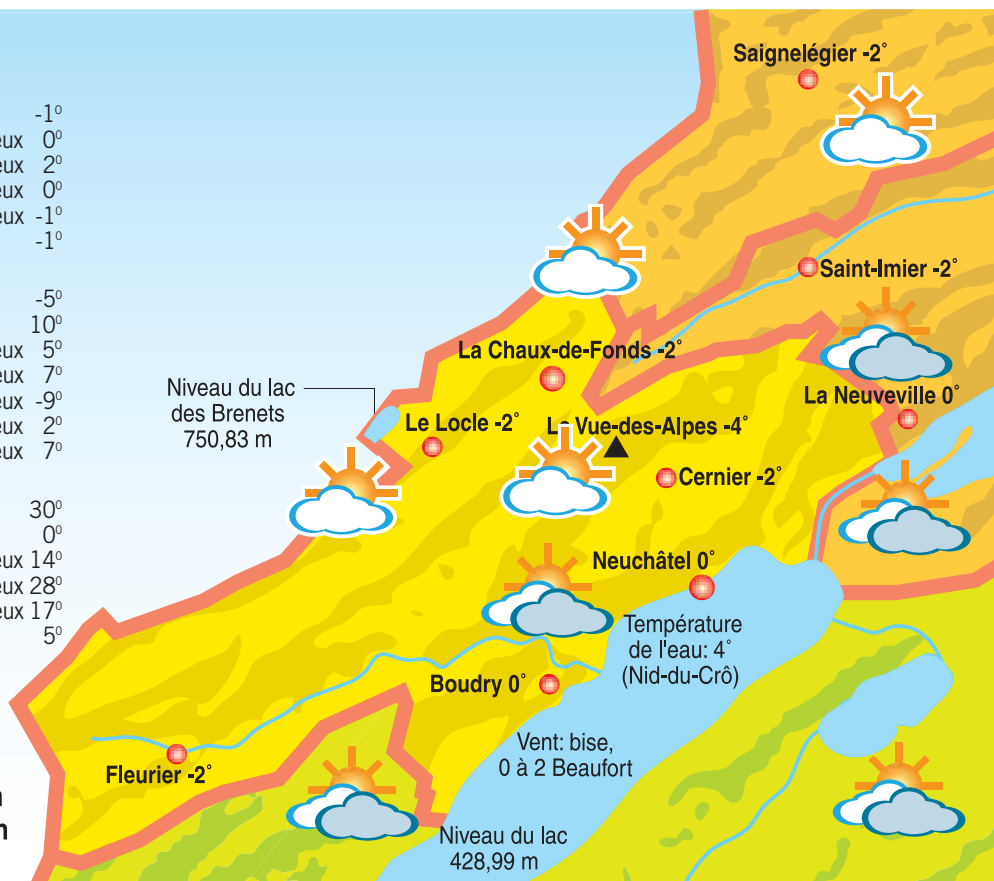 -1°
eux 0°
eux 2°
eux 0°
eux -1°
-1°
-5°
10°
eux 5°
eux 7°
eux -9°
eux 2°
eux 7°
30°
0°
eux 14°
eux 28°
eux 17°
5°
n
n
Saignelégier -2°
Saint-Imier -2°
La Chaux-de-Fonds -2°
La Neuveville 0°
Niveau du lac
des Brenets
750,83 m
Le Locle -2°
La Vue-des-Alpes -4°
Cernier -2°
Neuchâtel 0°
Température
de l'eau: 4°
(Nid-du-Crô)
Boudry 0°
Vent: bise,
0 à 2 Beaufort
Fleurier -2°
Niveau du lac
428,99 m